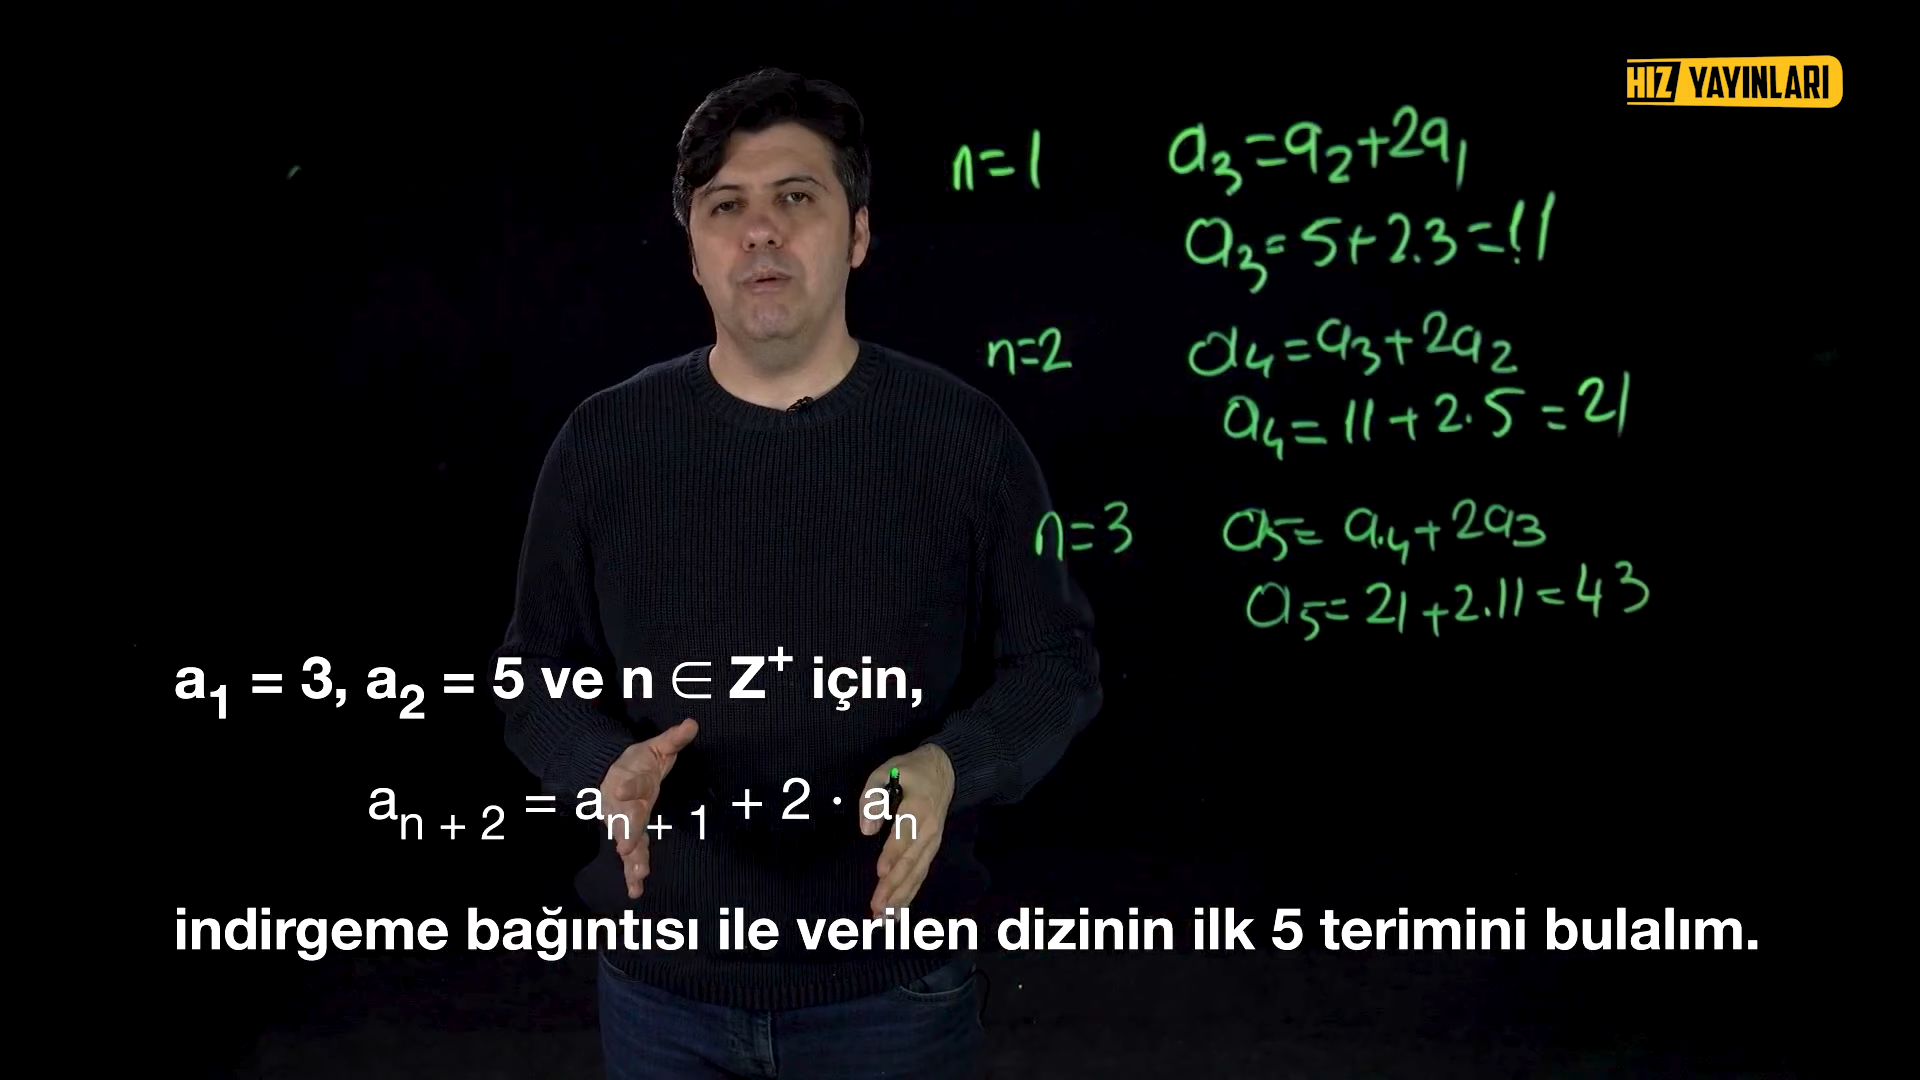 HIZ YAYINLARI
n=1 a₃=a₂+2a₁
a₃=5+2.3=11
n=2 a₄=a₃+2a₂
a₄=11+2.5=21
n=3 a₅=a₄+2a₃
a₅=21+2.11=43
a₁ = 3, a₂ = 5 ve n ∈ Z⁺ için,
aₙ ₊ ₂ = aₙ ₊ ₁ + 2 · aₙ
indirgeme bağıntısı ile verilen dizinin ilk 5 terimini bulalım.